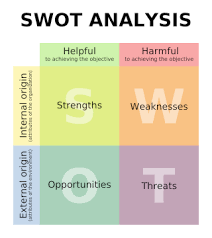 SWOT ANALYSIS
Helpful
to achieving the objective
Harmful
to achieving the objective
Internal origin
(attributes of the organization)
S
Strengths
W
Weaknesses
External origin
(attributes of the environment)
O
Opportunities
T
Threats